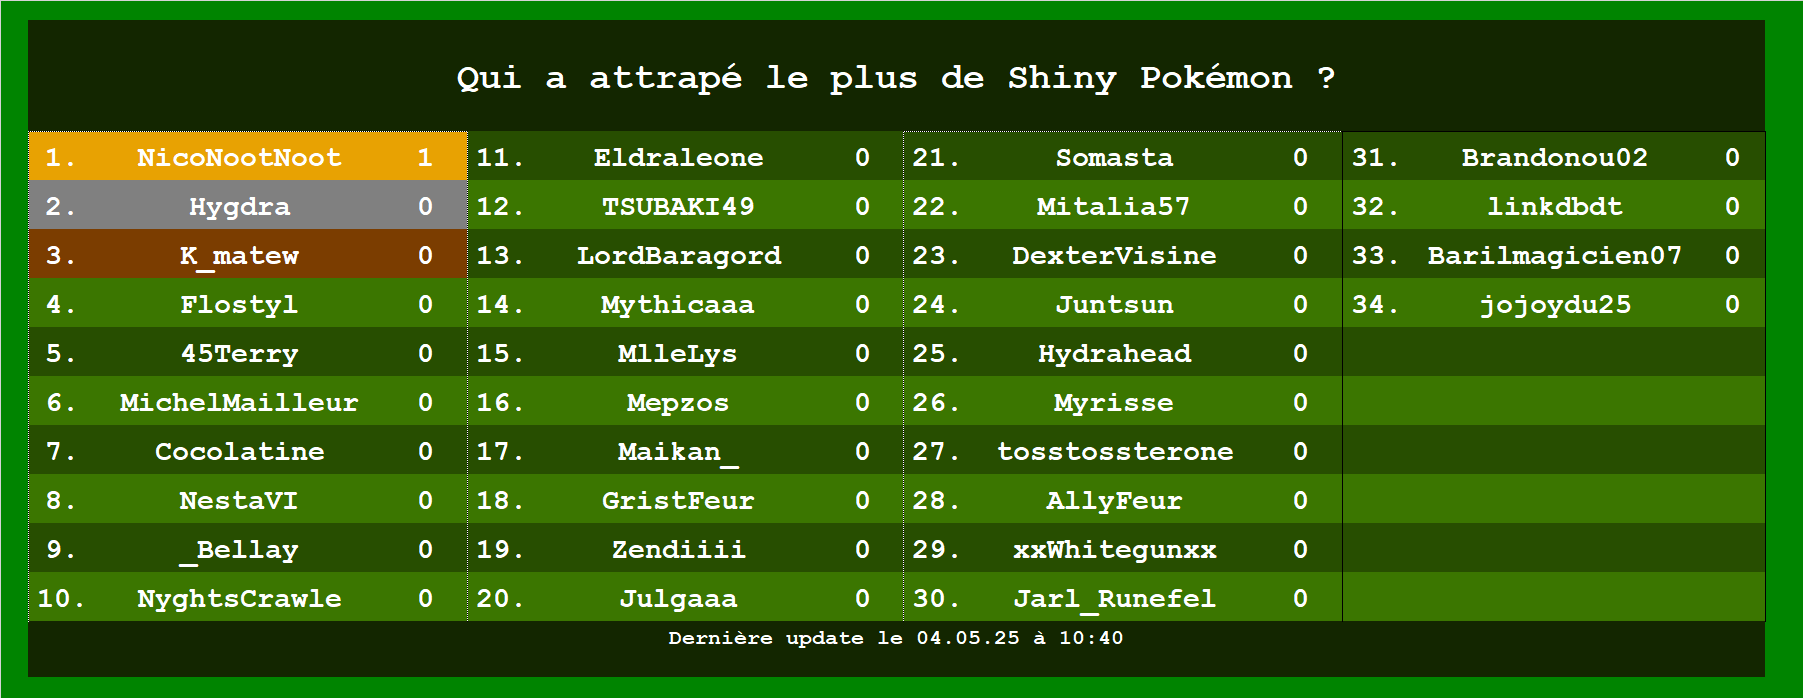 Qui a attrapé le plus de Shiny Pokémon ?
1. NicoNootNoot 1
2. Hygdra 0
3. K_matew 0
4. Flostyl 0
5. 45Terry 0
6. MichelMailleur 0
7. Cocolatine 0
8. NestaVI 0
9. _Bellay 0
10. NyghtsCrawle 0
11. Eldraleone 0
12. TSUBAKI49 0
13. LordBaragord 0
14. Mythicaaa 0
15. MlleLys 0
16. Mepzos 0
17. Maikan_ 0
18. GristFeur 0
19. Zendiiii 0
20. Julgaaa 0
21. Somasta 0
22. Mitalia57 0
23. DexterVisine 0
24. Juntsun 0
25. Hydrahead 0
26. Myrisse 0
27. tosstossterone 0
28. AllyFeur 0
29. xxWhitegunxx 0
30. Jarl_Runefel 0
31. Brandonou02 0
32. linkdbdt 0
33. Barilmagicien07 0
34. jojoydu25 0
Dernière update le 04.05.25 à 10:40